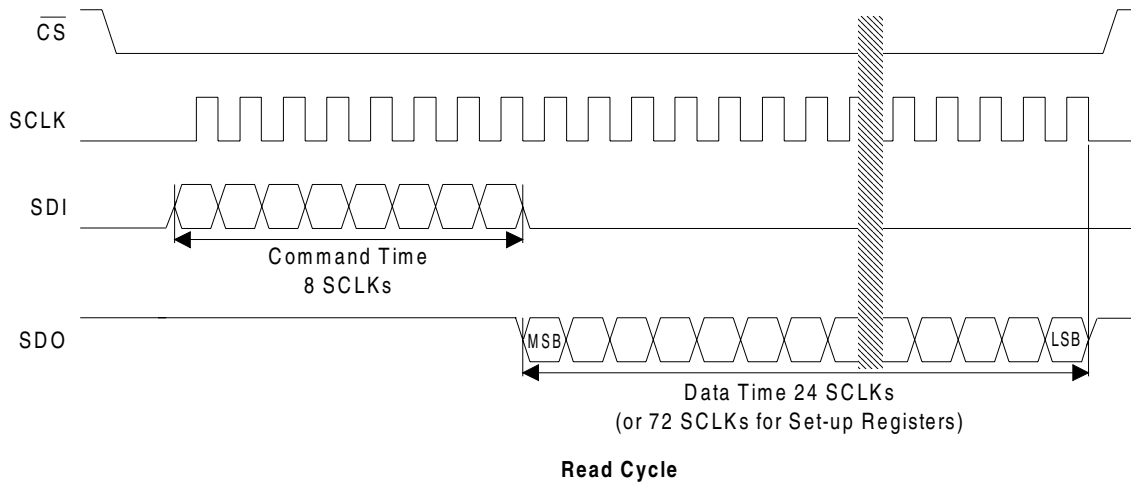 CS
SCLK
SDI
Command Time
8 SCLKs
SDO
MSB
LSB
Data Time 24 SCLKs
(or 72 SCLKs for Set-up Registers)
Read Cycle